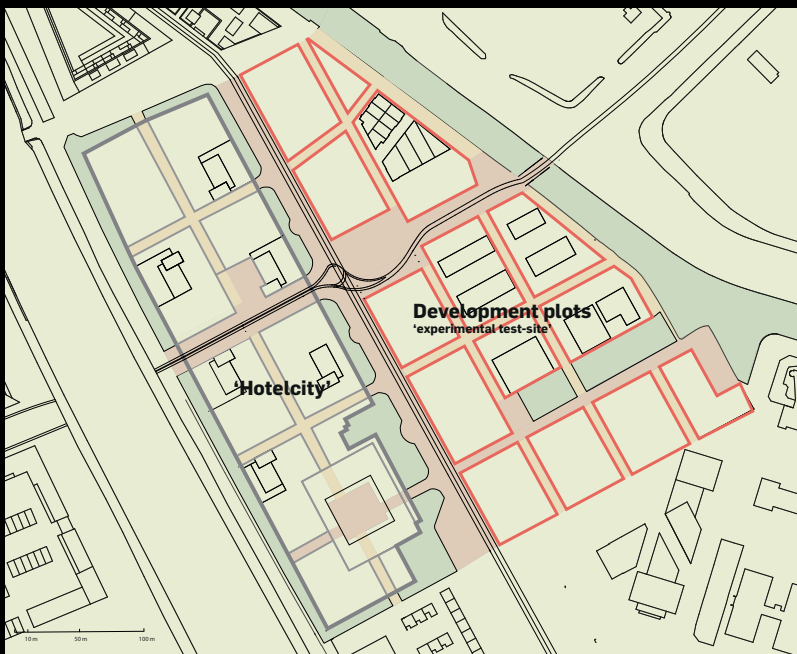 Development plots
‘experimental test-site’
‘Hotelcity’
10 m
50 m
100 m